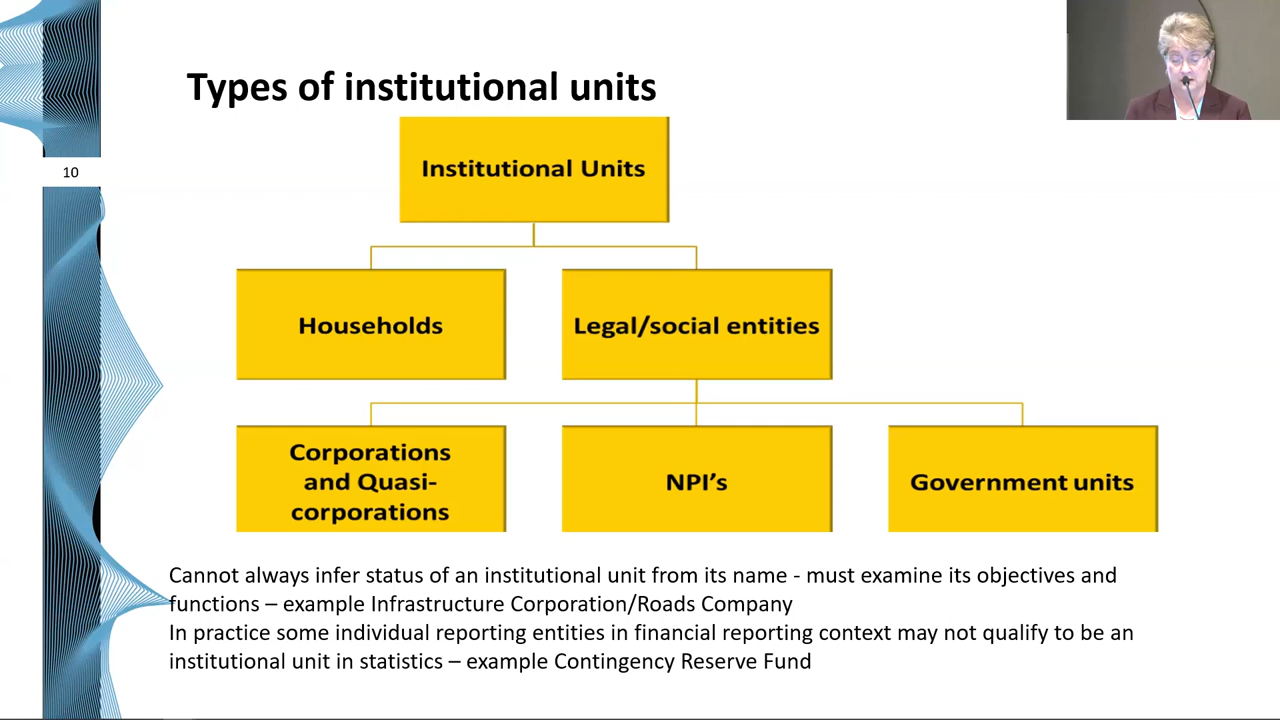 Types of institutional units
10
Institutional Units
Households
Legal/social entities
Corporations
and Quasi-
corporations
NPI's
Government units
Cannot always infer status of an institutional unit from its name - must examine its objectives and
functions – example Infrastructure Corporation/Roads Company
In practice some individual reporting entities in financial reporting context may not qualify to be an
institutional unit in statistics – example Contingency Reserve Fund